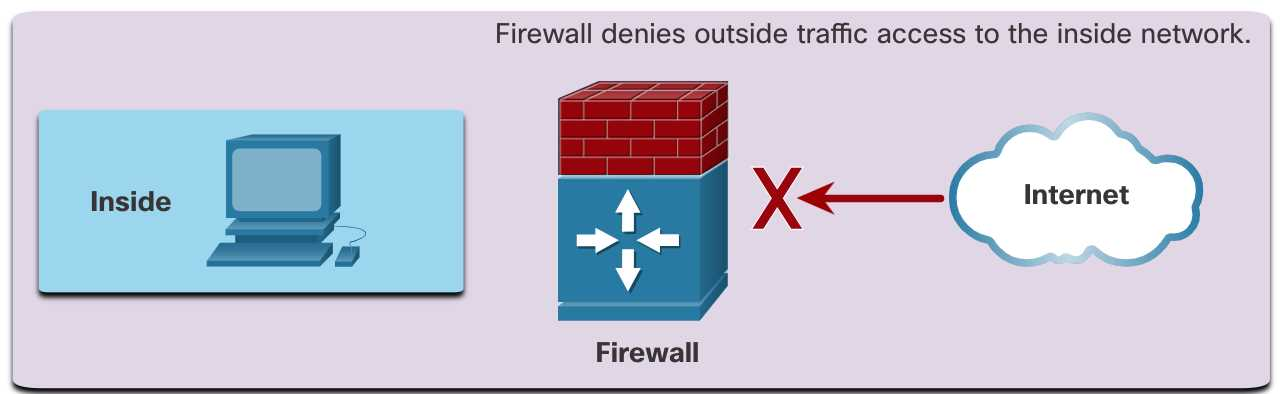 Firewall denies outside traffic access to the inside network.
Inside
X
Internet
Firewall